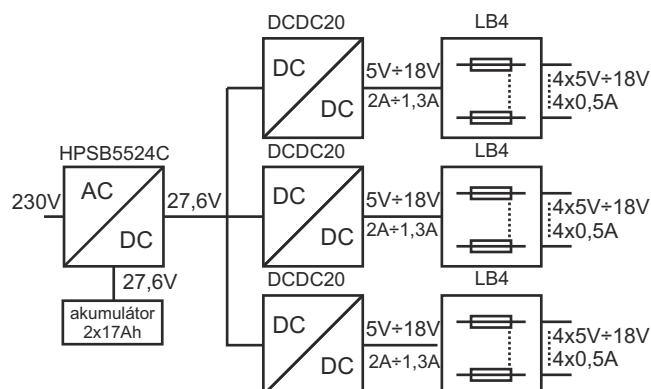 DCDC20
LB4
DC
DC
5V÷18V
2A÷1,3A
4x5V÷18V
4x0,5A
HPSB5524C
230V
AC
DC
27,6V
27,6V
akumulátor
2x17Ah
DCDC20
LB4
DC
DC
5V÷18V
2A÷1,3A
4x5V÷18V
4x0,5A
DCDC20
LB4
DC
DC
5V÷18V
2A÷1,3A
4x5V÷18V
4x0,5A